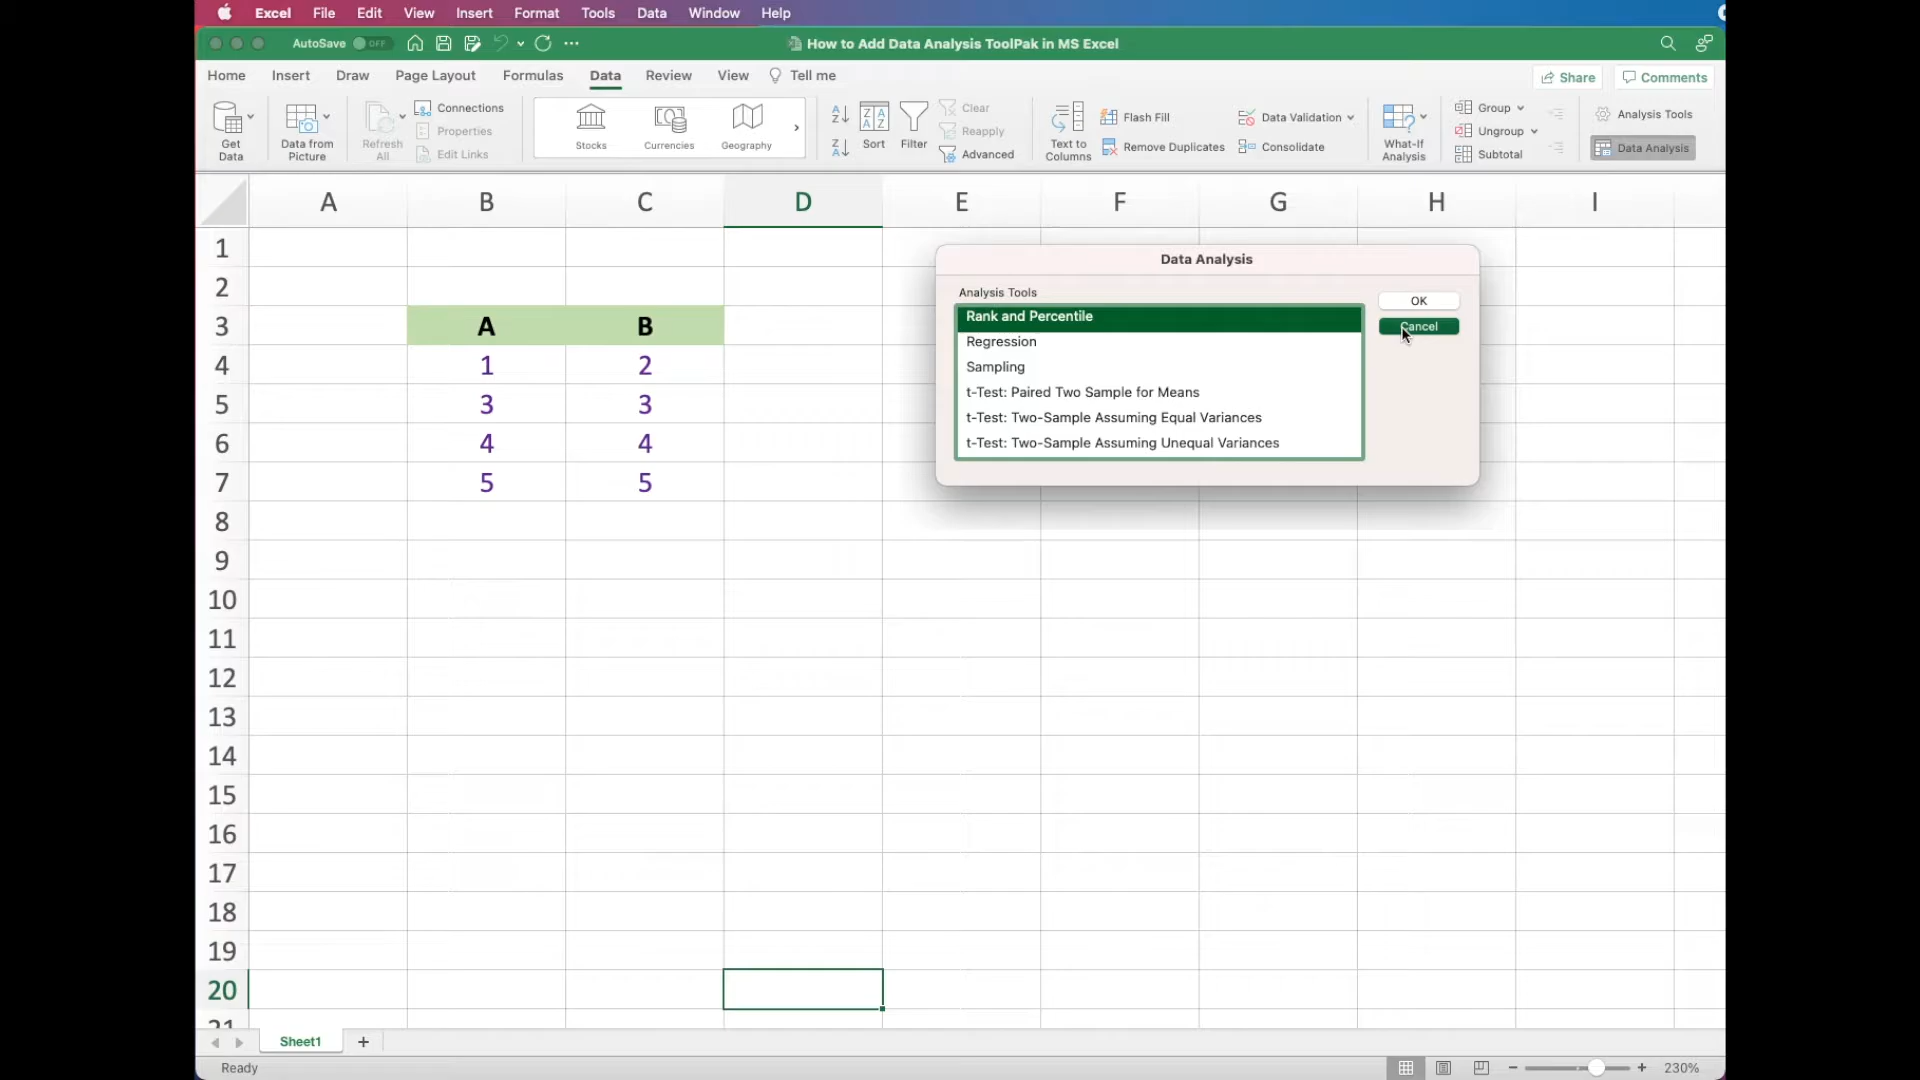 Excel File Edit View Insert Format Tools Data Window Help
AutoSave OFF How to Add Data Analysis ToolPak in MS Excel
Home Insert Draw Page Layout Formulas Data Review View Tell me Share Comments
Get Data
Data from Picture
Refresh All
Connections
Properties
Edit Links
Stocks Currencies Geography
Sort Filter
Clear
Reapply
Advanced
Text to Columns
Flash Fill
Remove Duplicates
Data Validation
Consolidate
What-If Analysis
Group
Ungroup
Subtotal
Analysis Tools
Data Analysis
A B C D E F G H I
1
2
3 A B
4 1 2
5 3 3
6 4 4
7 5 5
8
9
10
11
12
13
14
15
16
17
18
19
20
21
Data Analysis
Analysis Tools
Rank and Percentile
Regression
Sampling
t-Test: Paired Two Sample for Means
t-Test: Two-Sample Assuming Equal Variances
t-Test: Two-Sample Assuming Unequal Variances
OK
Cancel
Sheet1
Ready 230%